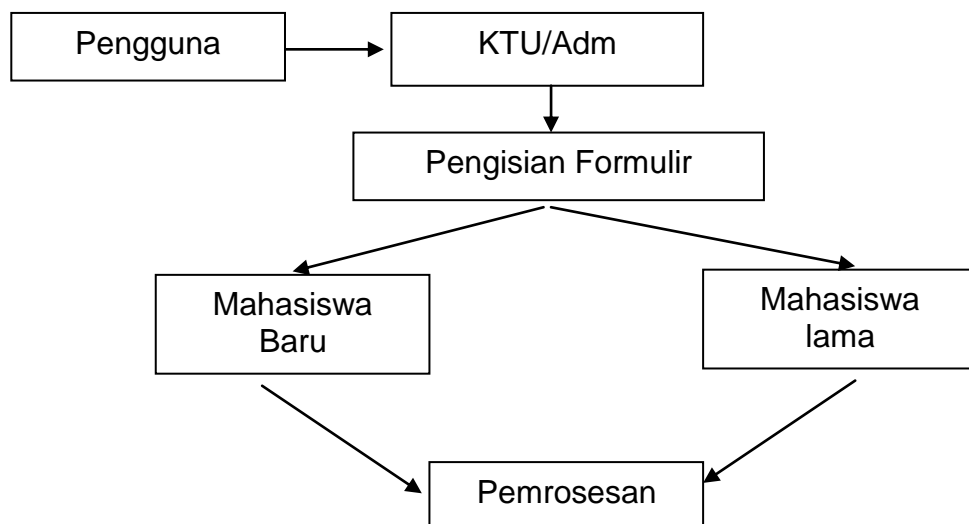 Pengguna
KTU/Adm
Pengisian Formulir
Mahasiswa
Baru
Mahasiswa
lama
Pemrosesan